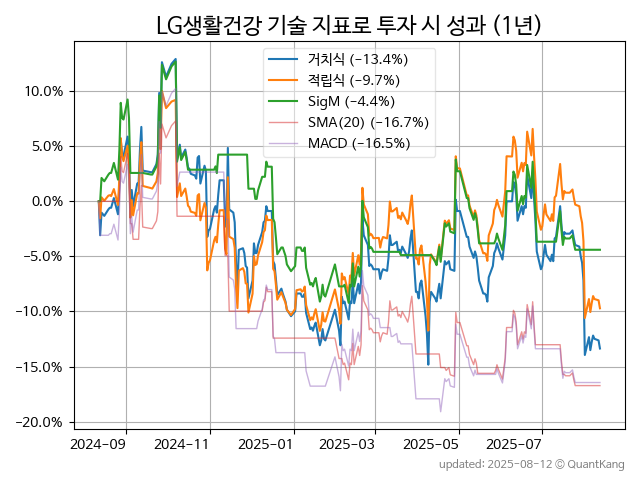 LG생활건강 기술 지표로 투자 시 성과 (1년)
거치식 (−13.4%)
적립식 (−9.7%)
SigM (−4.4%)
SMA(20) (−16.7%)
MACD (−16.5%)
10.0%
5.0%
0.0%
−5.0%
−10.0%
−15.0%
−20.0%
2024-09 2024-11 2025-01 2025-03 2025-05 2025-07
updated: 2025-08-12 © QuantKang